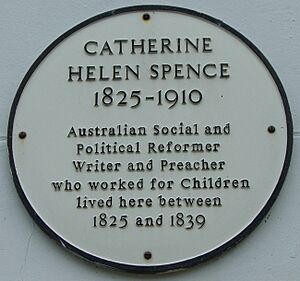 CATHERINE
HELEN SPENCE
1825-1910
Australian Social and
Political Reformer
Writer and Preacher
who worked for Children
lived here between
1825 and 1839